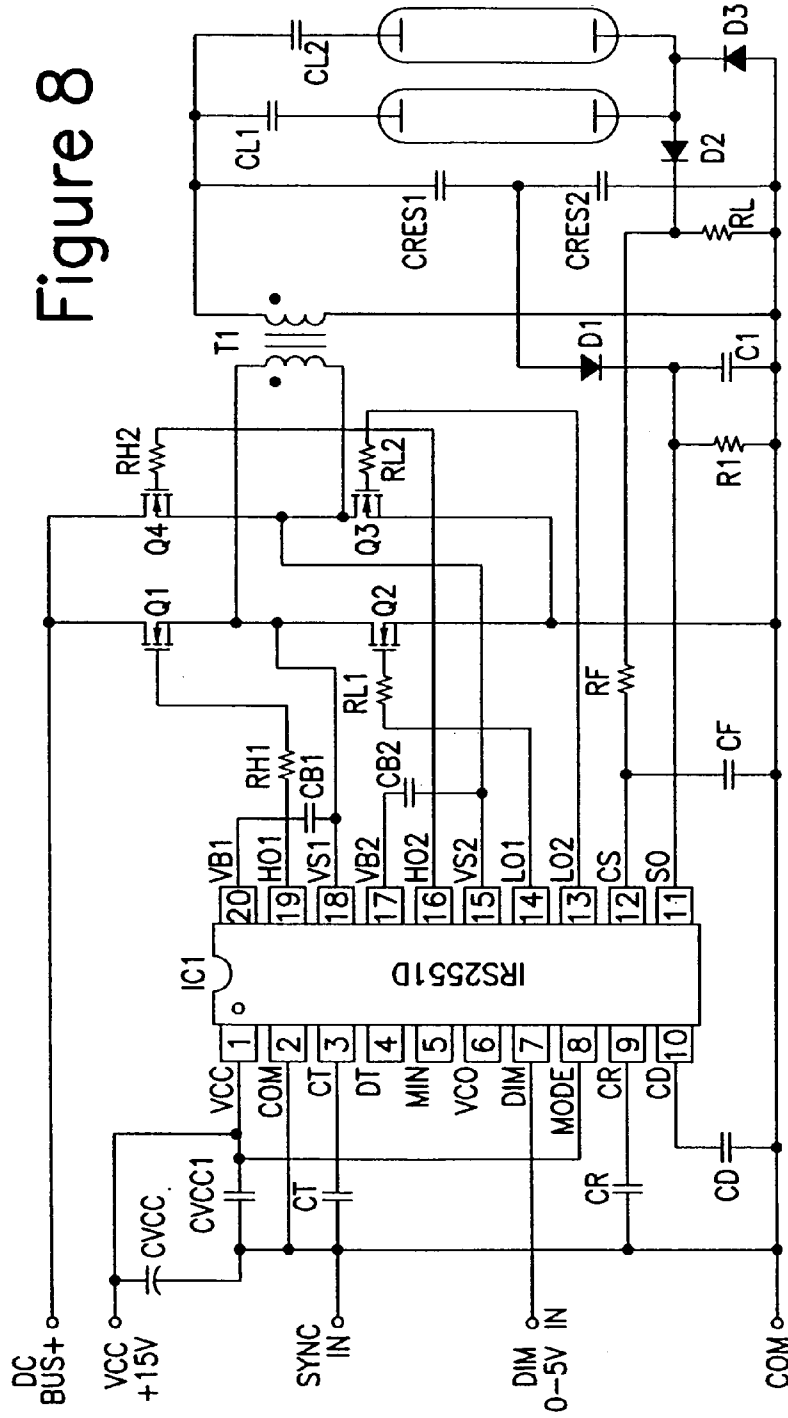 Figure 8
DC
BUS+
VCC
+15V
SYNC
IN
DIM
0-5V IN
COM
CVCC
CVCC1
CT
CR
CD
IC1
IRS2551D
1 VCC
2 COM
3 CT
4 DT
5 MIN
6 VCO
7 DIM
8 MODE
9 CR
10 CD
20 VB1
19 HO1
18 VS1
17 VB2
16 HO2
15 VS2
14 LO1
13 LO2
12 CS
11 SO
RH1
CB1
CB2
RL1
Q1
Q2
Q4
Q3
RH2
RL2
T1
RF
CF
R1
C1
D1
CRES1
CRES2
RL
D2
D3
CL1
CL2